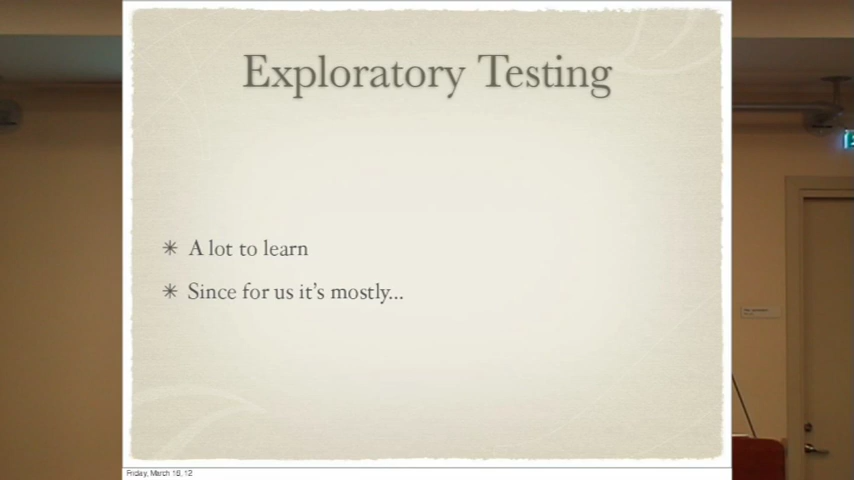 Exploratory Testing
✳ A lot to learn
✳ Since for us it's mostly...
Friday, March 16, 12